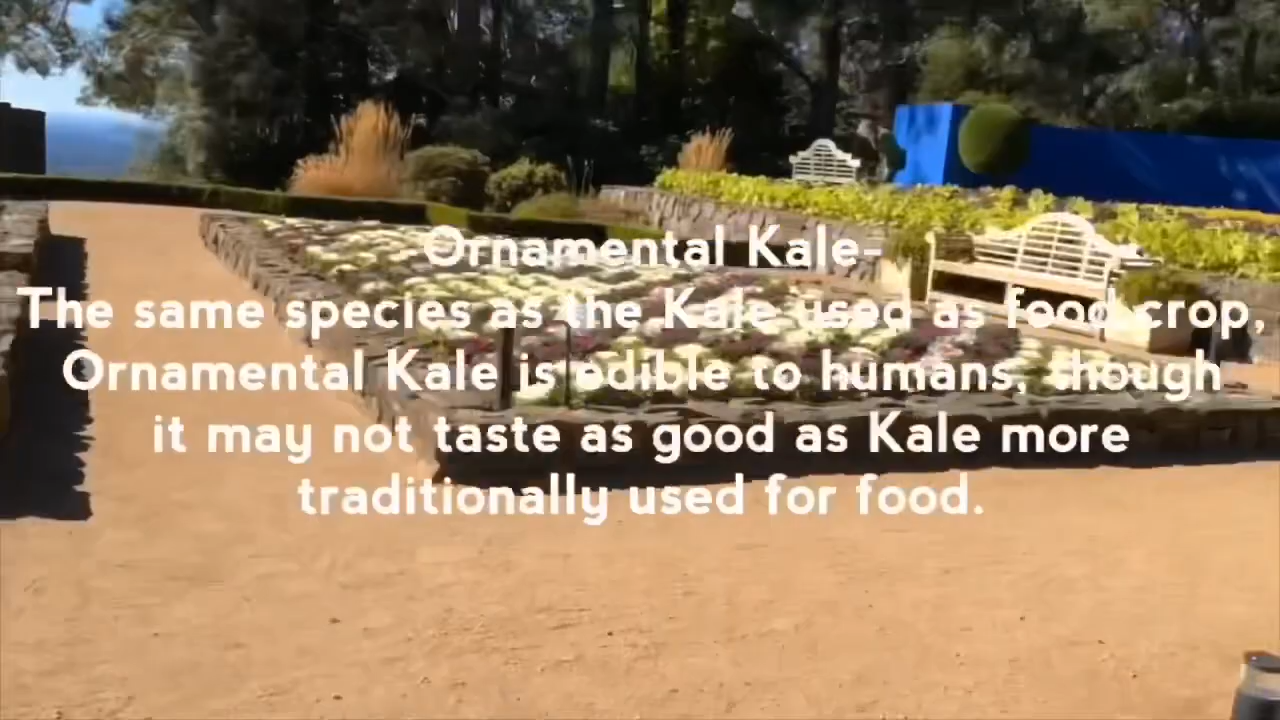 Ornamental Kale-
The same species as the Kale used as food crop,
Ornamental Kale is edible to humans, though
it may not taste as good as Kale more
traditionally used for food.